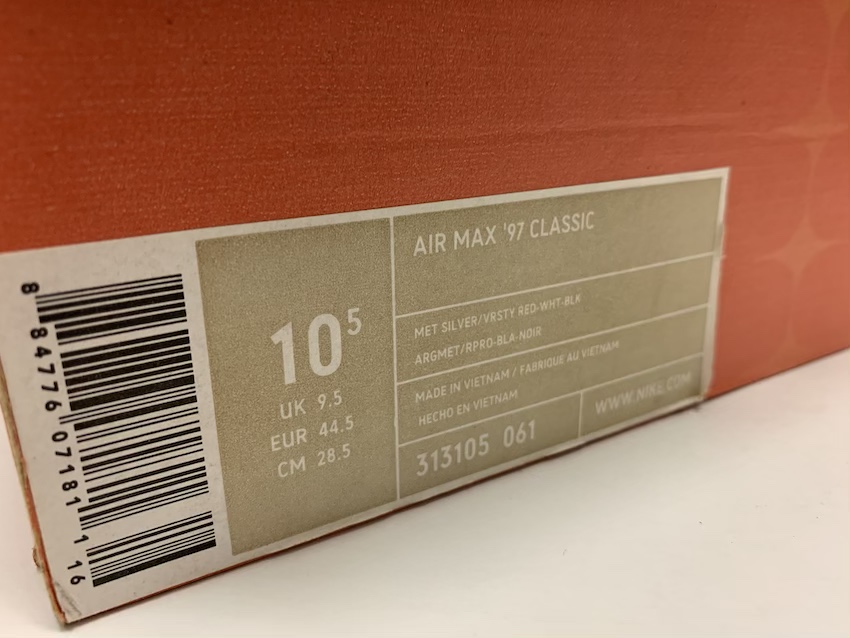 8 84776 07181 1 16
10⁵
UK 9.5
EUR 44.5
CM 28.5
AIR MAX '97 CLASSIC
MET SILVER/VRSTY RED-WHT-BLK
ARGMET/RPRO-BLA-NOIR
MADE IN VIETNAM / FABRIQUE AU VIETNAM
HECHO EN VIETNAM
313105 061
WWW.NIKE.COM